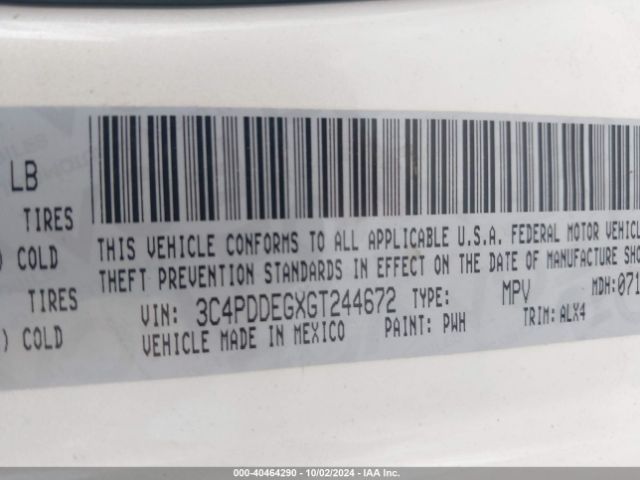 LB
TIRES
) COLD
TIRES
) COLD
THIS VEHICLE CONFORMS TO ALL APPLICABLE U.S.A. FEDERAL MOTOR VEHICL
THEFT PREVENTION STANDARDS IN EFFECT ON THE DATE OF MANUFACTURE SHO
VIN: 3C4PDDEGXGT244672 TYPE: MPV MDH:071
VEHICLE MADE IN MEXICO PAINT: PWH TRIM: ALX4
000-40464290 - 10/02/2024 - IAA Inc.